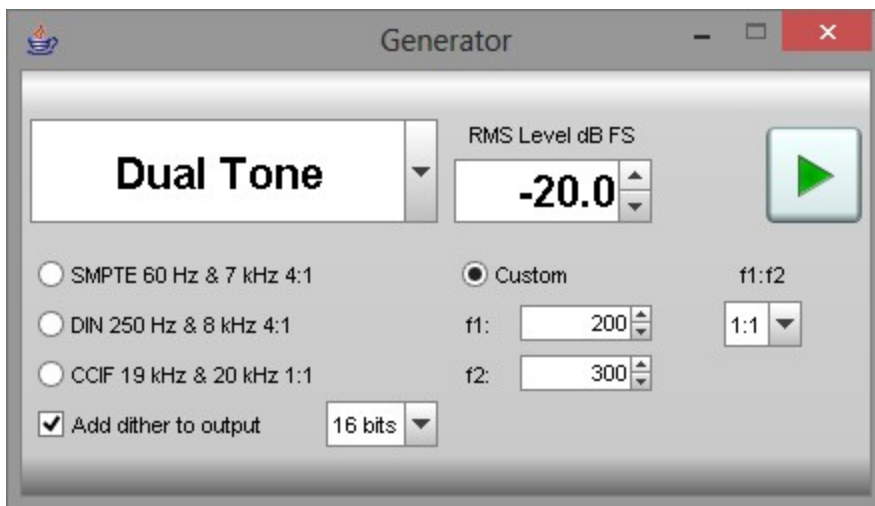 Generator
Dual Tone
RMS Level dB FS
-20.0
SMPTE 60 Hz & 7 kHz 4:1
DIN 250 Hz & 8 kHz 4:1
CCIF 19 kHz & 20 kHz 1:1
Add dither to output 16 bits
Custom
f1: 200
f2: 300
f1:f2
1:1